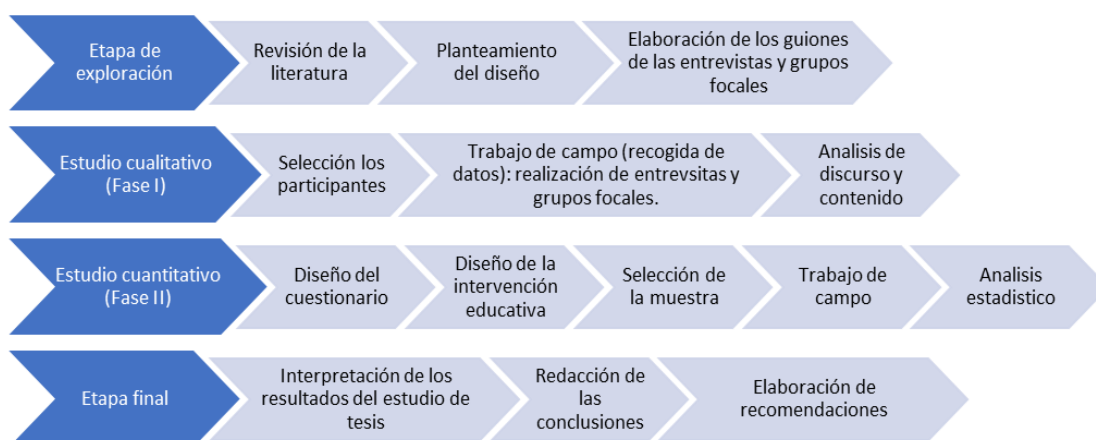 Etapa de
exploración
Revisión de la
literatura
Planteamiento
del diseño
Elaboración de los guiones
de las entrevistas y grupos
focales
Estudio cualitativo
(Fase I)
Selección los
participantes
Trabajo de campo (recogida de
datos): realización de entrevsitas y
grupos focales.
Analisis de
discurso y
contenido
Estudio cuantitativo
(Fase II)
Diseño del
cuestionario
Diseño de la
intervención
educativa
Selección de
la muestra
Trabajo de
campo
Analisis
estadistico
Etapa final
Interpretación de los
resultados del estudio de
tesis
Redacción de
las
conclusiones
Elaboración de
recomendaciones